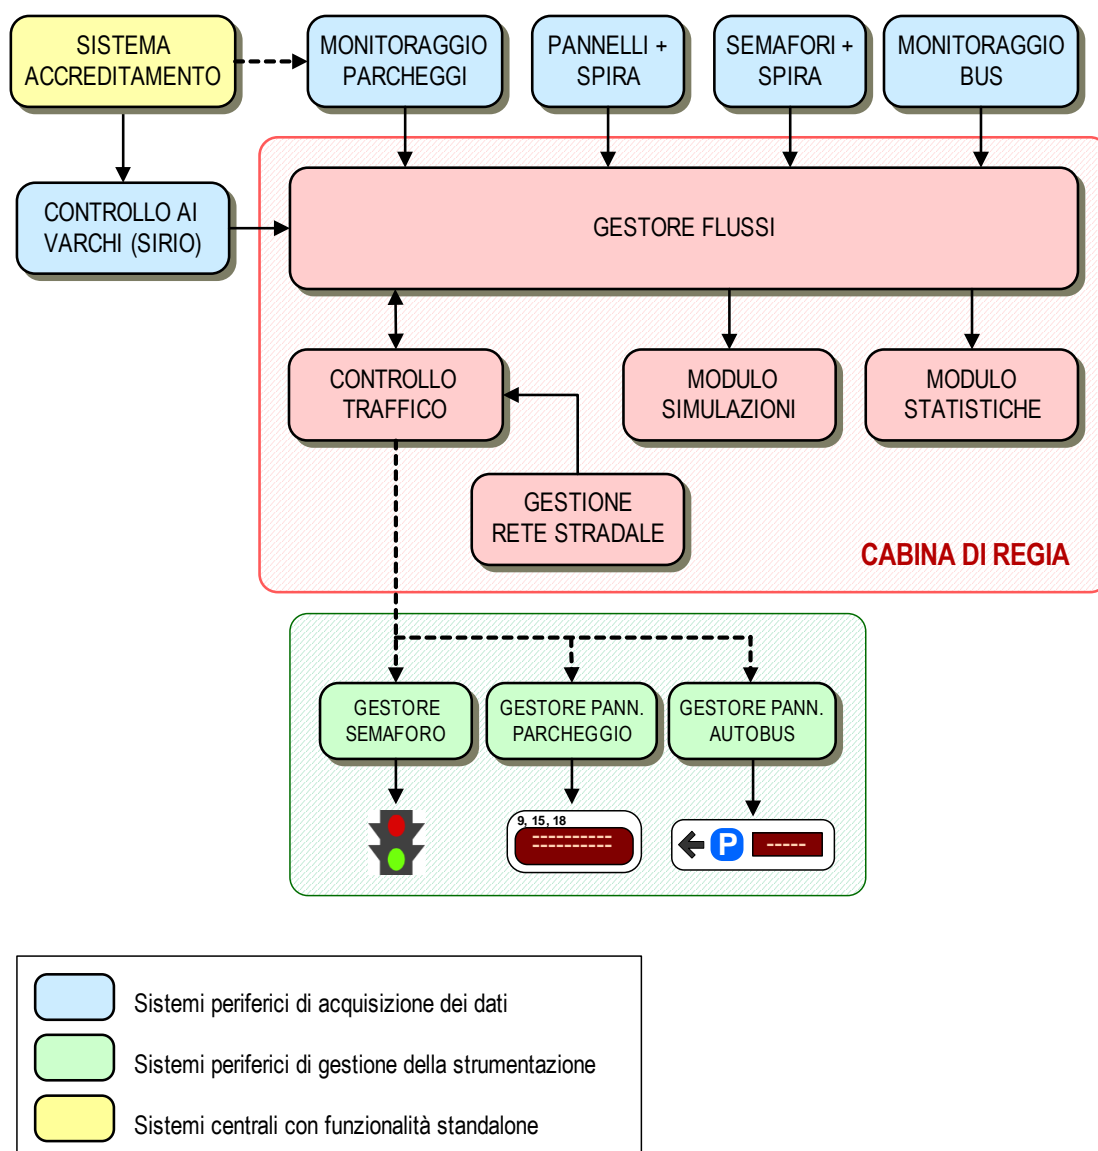 SISTEMA
ACCREDITAMENTO
MONITORAGGIO
PARCHEGGI
PANNELLI +
SPIRA
SEMAFORI +
SPIRA
MONITORAGGIO
BUS
CONTROLLO AI
VARCHI (SIRIO)
GESTORE FLUSSI
CONTROLLO
TRAFFICO
MODULO
SIMULAZIONI
MODULO
STATISTICHE
GESTIONE
RETE STRADALE
CABINA DI REGIA
GESTORE
SEMAFORO
GESTORE PANN.
PARCHEGGIO
GESTORE PANN.
AUTOBUS
9, 15, 18
----------
----------
P
-----
Sistemi periferici di acquisizione dei dati
Sistemi periferici di gestione della strumentazione
Sistemi centrali con funzionalità standalone